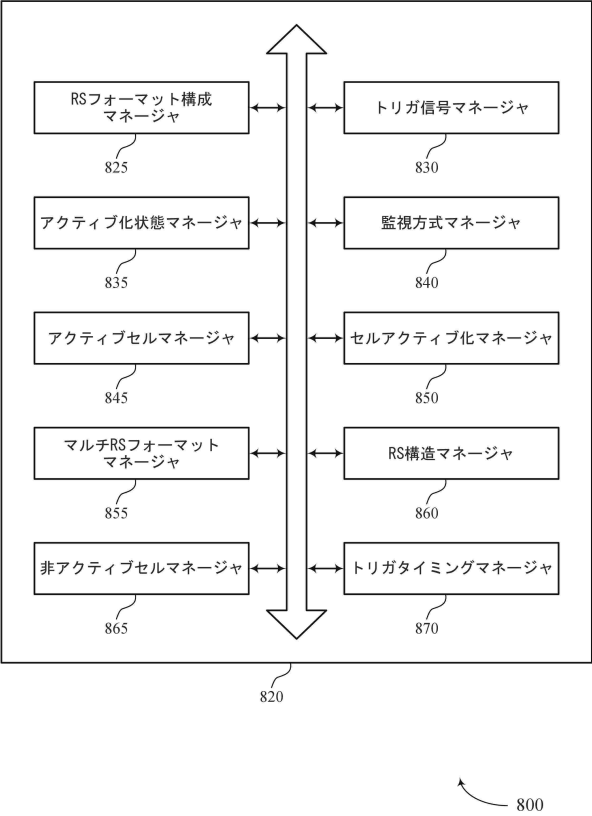 RSフォーマット構成
マネージャ
825
トリガ信号マネージャ
830
アクティブ化状態マネージャ
835
監視方式マネージャ
840
アクティブセルマネージャ
845
セルアクティブ化マネージャ
850
マルチRSフォーマット
マネージャ
855
RS構造マネージャ
860
非アクティブセルマネージャ
865
トリガタイミングマネージャ
870
820
800